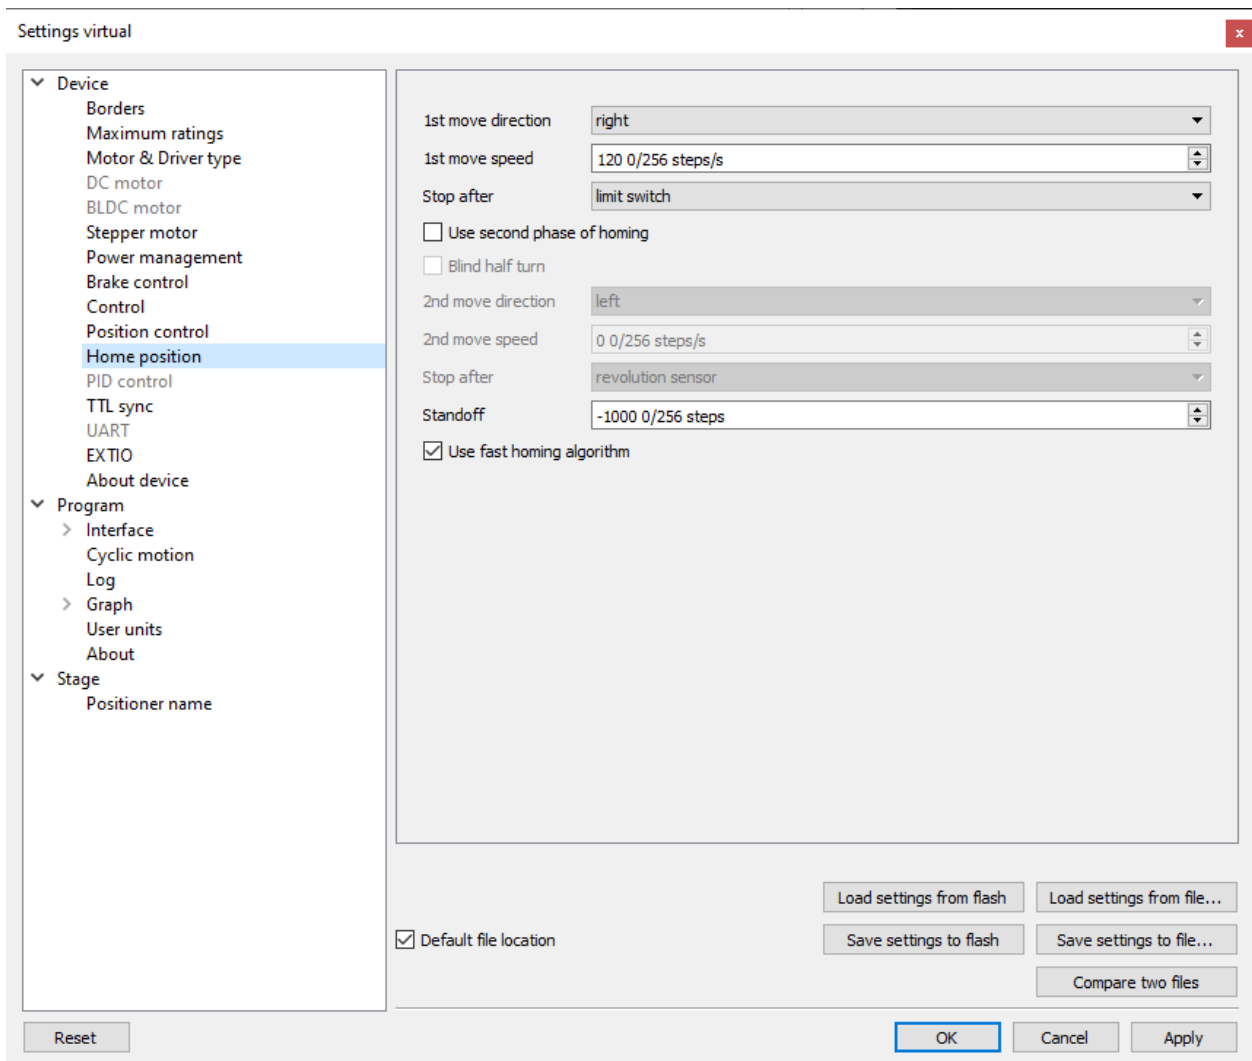 Settings virtual
x
Device
Borders
Maximum ratings
Motor & Driver type
DC motor
BLDC motor
Stepper motor
Power management
Brake control
Control
Position control
Home position
PID control
TTL sync
UART
EXTIO
About device
Program
Interface
Cyclic motion
Log
Graph
User units
About
Stage
Positioner name
1st move direction right
1st move speed 120 0/256 steps/s
Stop after limit switch
Use second phase of homing
Blind half turn
2nd move direction left
2nd move speed 0 0/256 steps/s
Stop after revolution sensor
Standoff -1000 0/256 steps
Use fast homing algorithm
Load settings from flash Load settings from file...
Default file location Save settings to flash Save settings to file...
Compare two files
Reset OK Cancel Apply